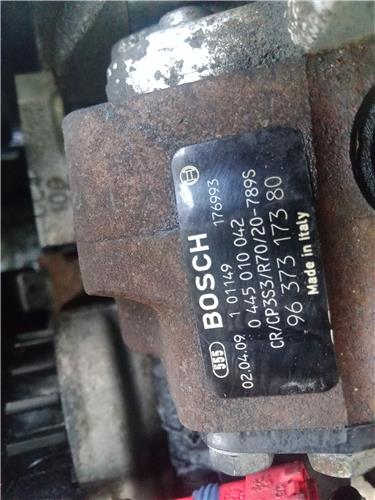 BOSCH
176993
555
02.04.09 1 01149
0 445 010 042
CR/CP3S3/R70/20-789S
96 373 173 80
Made in Italy